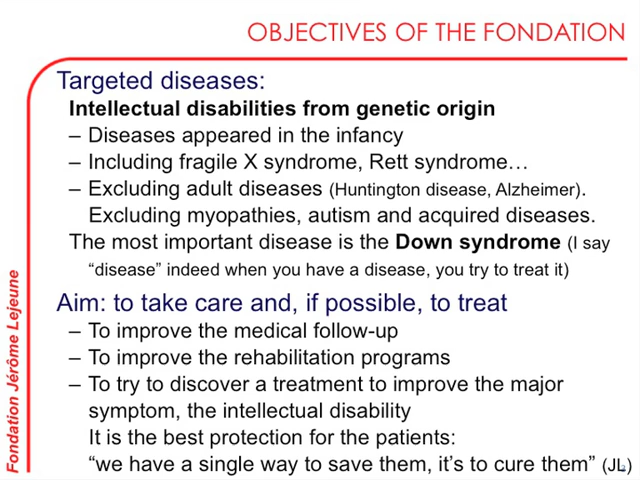 OBJECTIVES OF THE FONDATION
Targeted diseases:
Intellectual disabilities from genetic origin
– Diseases appeared in the infancy
– Including fragile X syndrome, Rett syndrome…
– Excluding adult diseases (Huntington disease, Alzheimer).
Excluding myopathies, autism and acquired diseases.
The most important disease is the Down syndrome (I say
“disease” indeed when you have a disease, you try to treat it)
Aim: to take care and, if possible, to treat
– To improve the medical follow-up
– To improve the rehabilitation programs
– To try to discover a treatment to improve the major
symptom, the intellectual disability
It is the best protection for the patients:
“we have a single way to save them, it’s to cure them” (JL)
Fondation Jérôme Lejeune